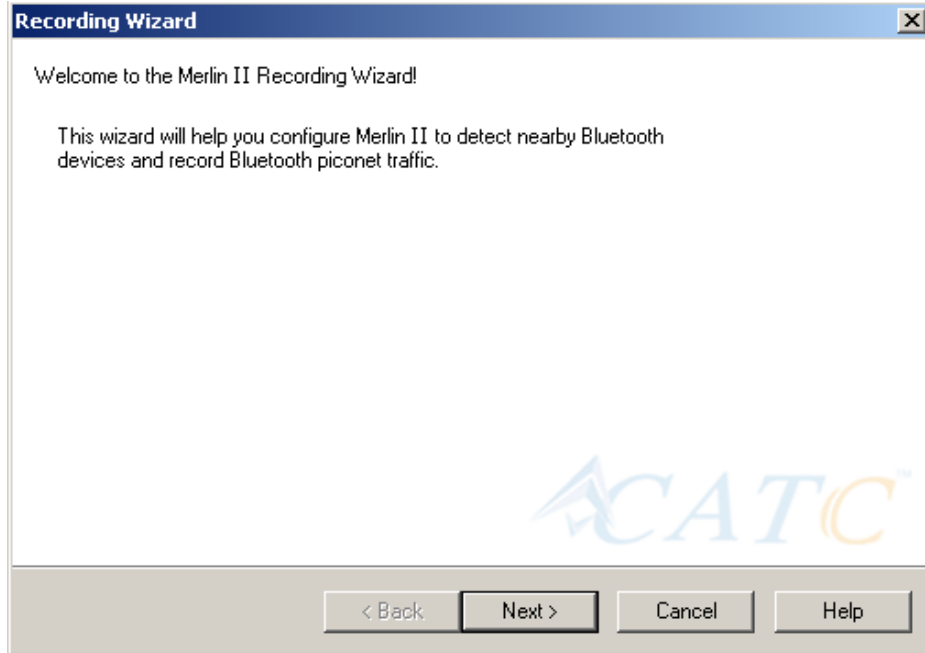 Recording Wizard
Welcome to the Merlin II Recording Wizard!
This wizard will help you configure Merlin II to detect nearby Bluetooth
devices and record Bluetooth piconet traffic.
CATC™
< Back
Next >
Cancel
Help